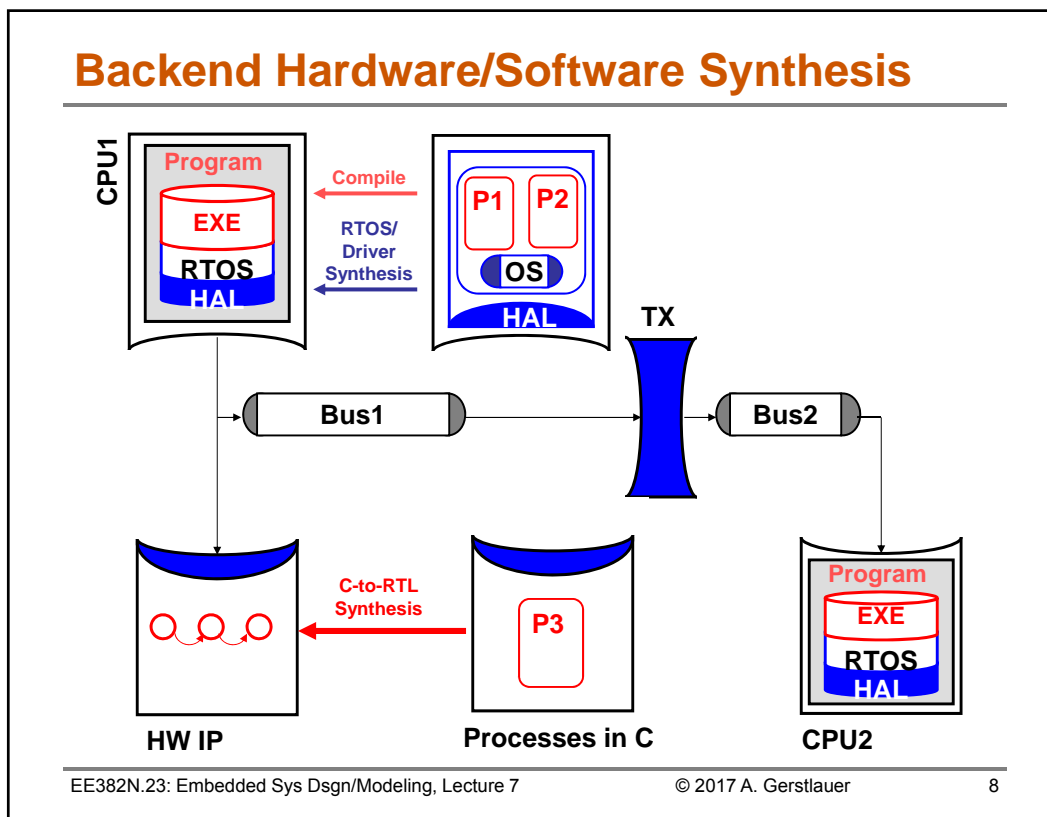 Backend Hardware/Software Synthesis
CPU1
Program
EXE
RTOS
HAL
Compile
RTOS/
Driver
Synthesis
P1
P2
OS
HAL
TX
Bus1
Bus2
C-to-RTL
Synthesis
P3
Program
EXE
RTOS
HAL
HW IP
Processes in C
CPU2
EE382N.23: Embedded Sys Dsgn/Modeling, Lecture 7
© 2017 A. Gerstlauer
8